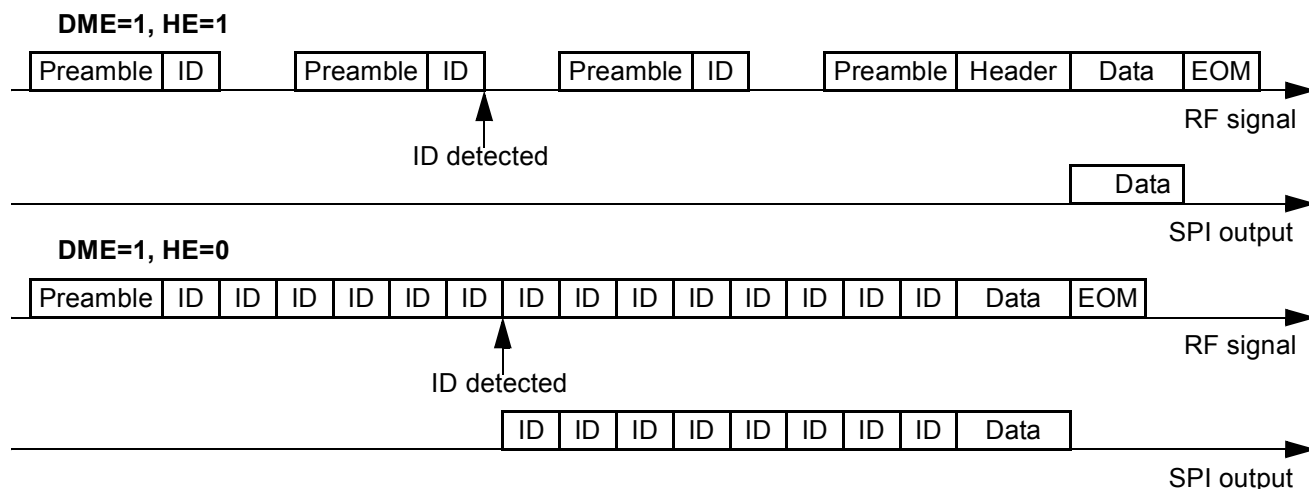 DME=1, HE=1
Preamble ID Preamble ID Preamble ID Preamble Header Data EOM
RF signal
ID detected
Data
SPI output
DME=1, HE=0
Preamble ID ID ID ID ID ID ID ID ID ID ID ID ID ID Data EOM
RF signal
ID detected
ID ID ID ID ID ID ID ID Data
SPI output